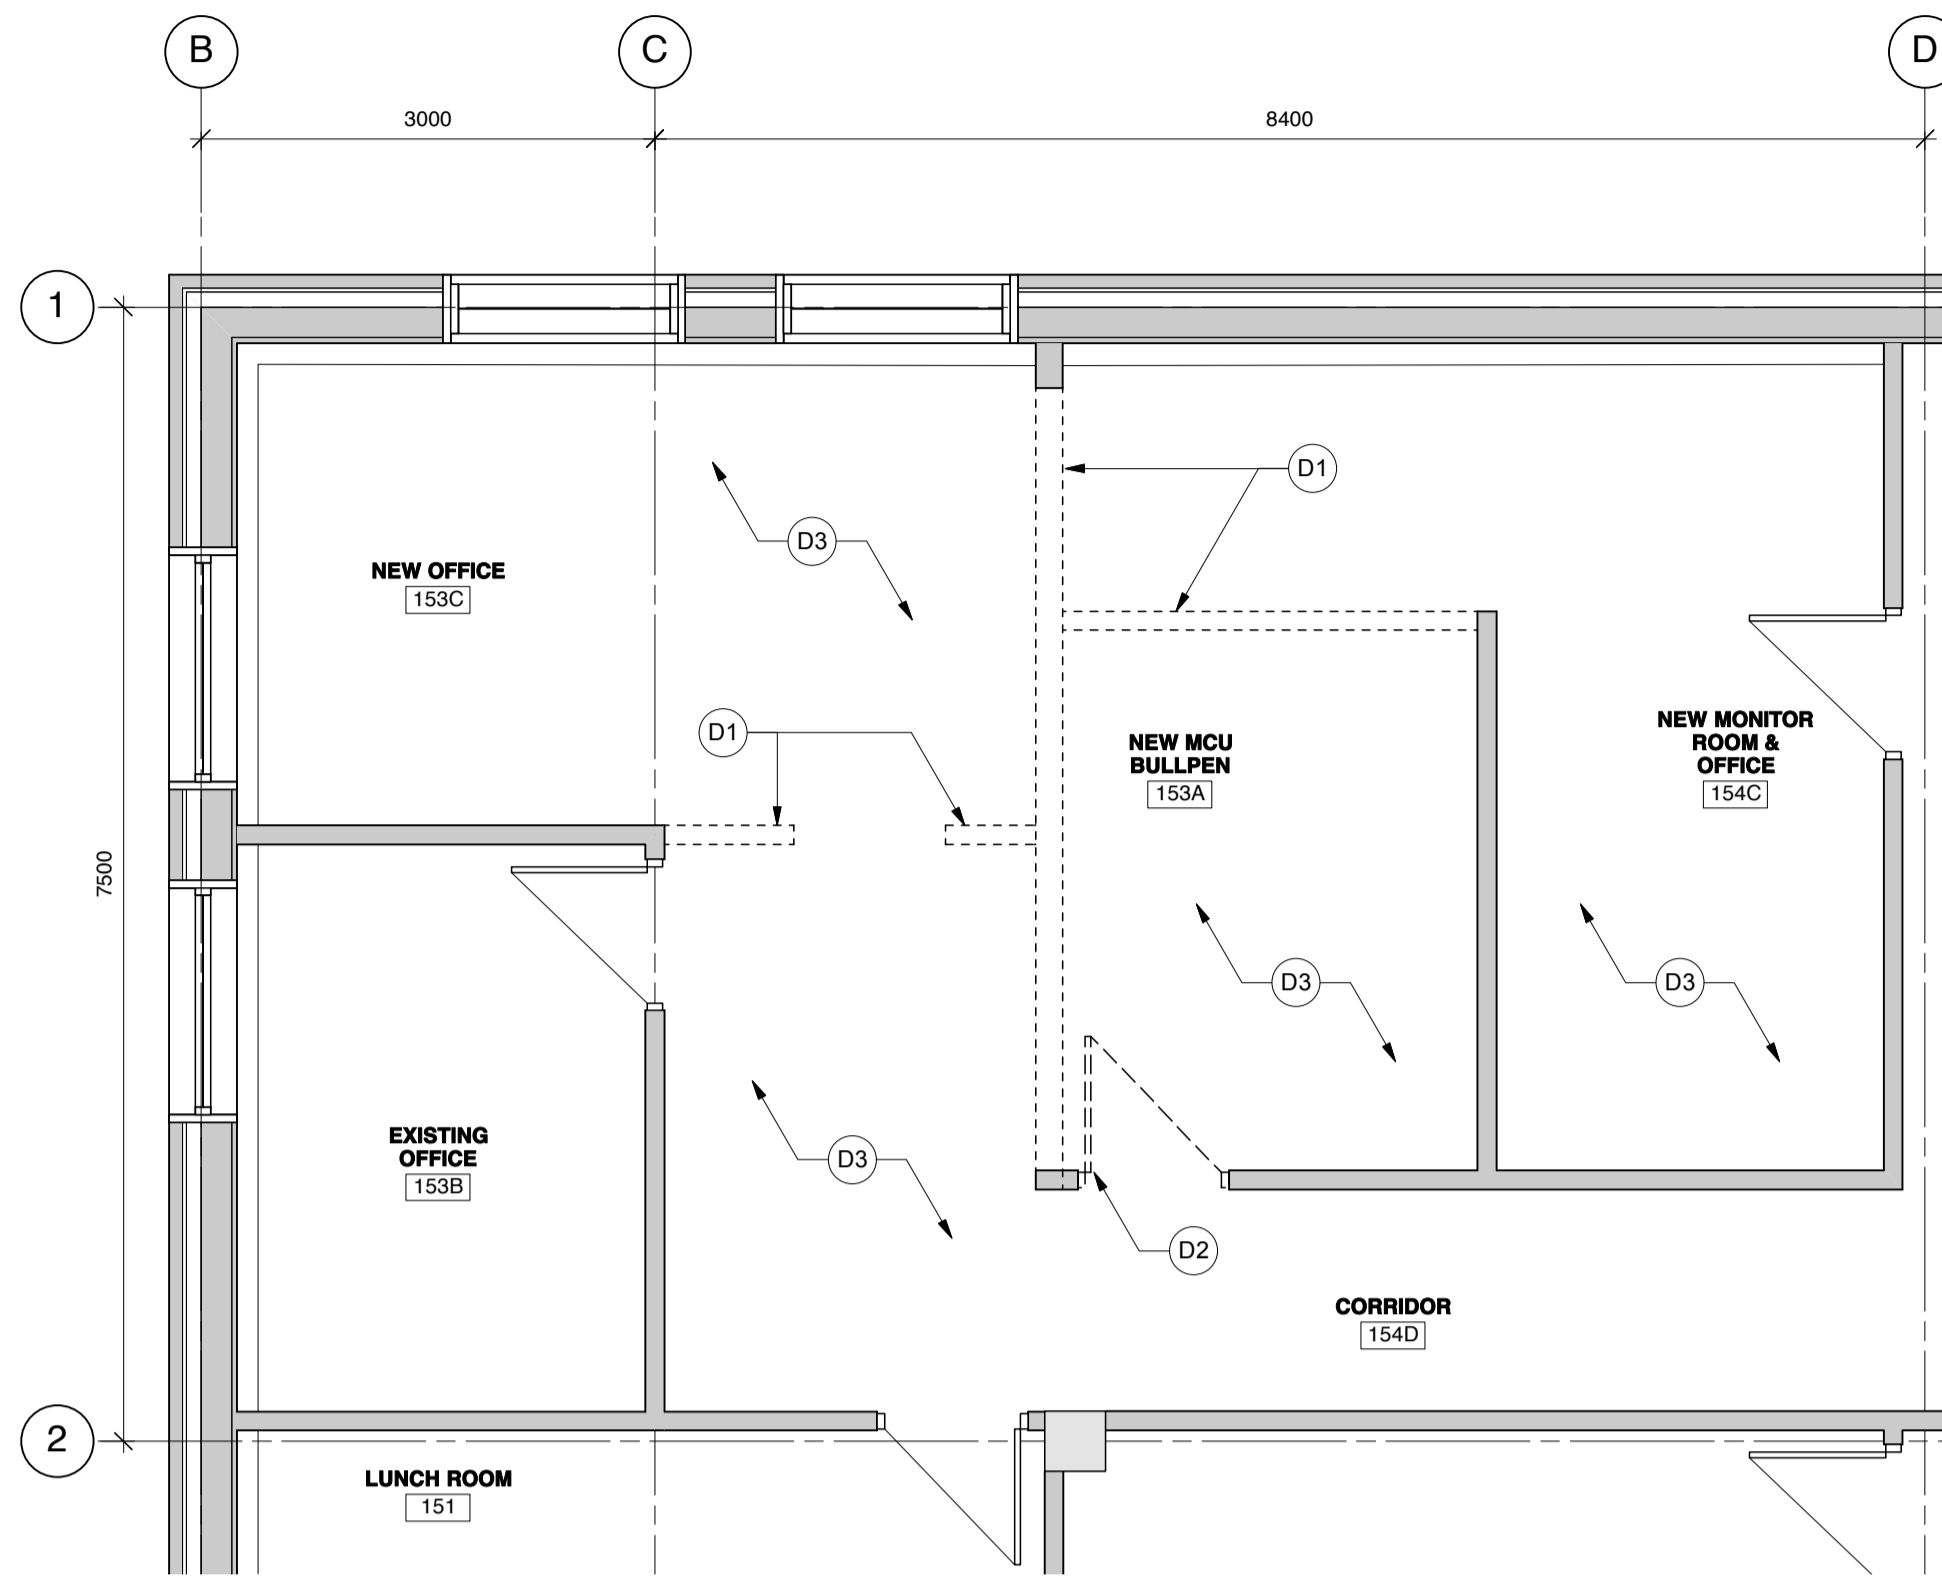 B
C
D
3000
8400
1
D1
D3
NEW OFFICE
153C
D1
NEW MONITOR
ROOM &
OFFICE
154C
NEW MCU
BULLPEN
153A
7500
D3
D3
EXISTING
OFFICE
153B
D3
D2
CORRIDOR
154D
2
LUNCH ROOM
151